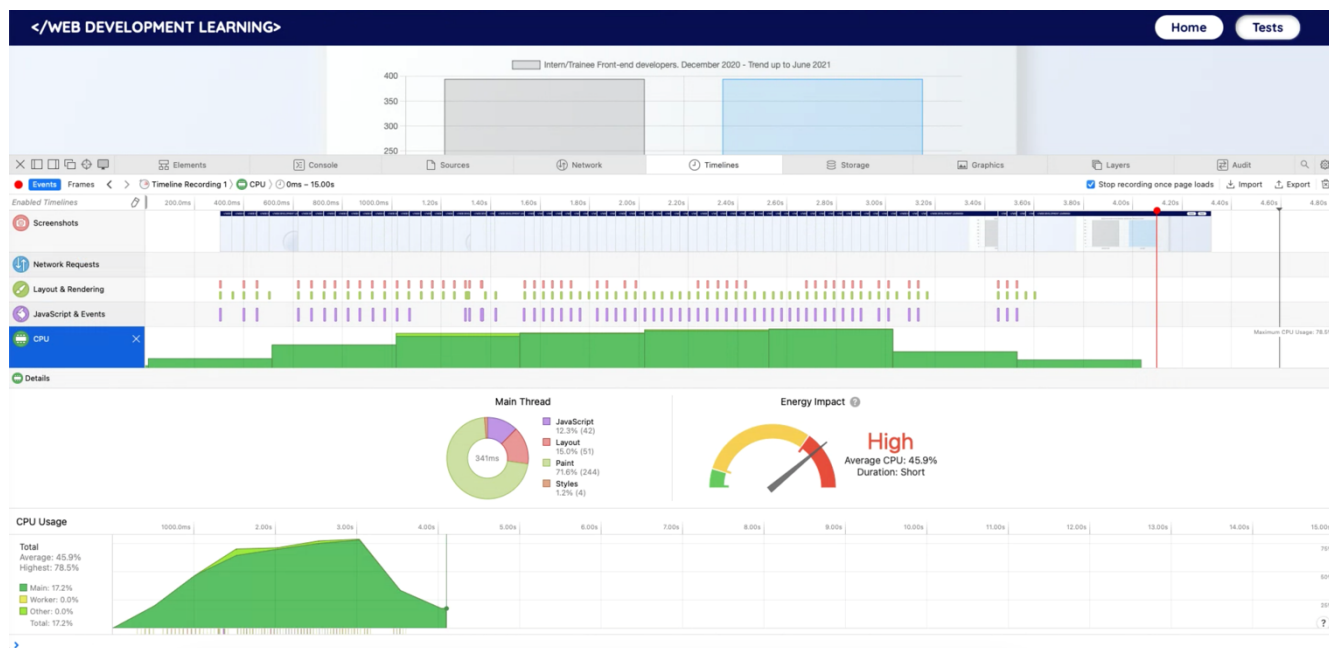 </WEB DEVELOPMENT LEARNING>
Home
Tests
Intern/Trainee Front-end developers. December 2020 - Trend up to June 2021
400
350
300
250
Elements
Console
Sources
Network
Timelines
Storage
Graphics
Layers
Audit
Events
Frames
Timeline Recording 1
CPU
0ms – 15.00s
Stop recording once page loads
Import
Export
Enabled Timelines
200.0ms
400.0ms
600.0ms
800.0ms
1000.0ms
1.20s
1.40s
1.60s
1.80s
2.00s
2.20s
2.40s
2.60s
2.80s
3.00s
3.20s
3.40s
3.60s
3.80s
4.00s
4.20s
4.40s
4.60s
4.80s
Screenshots
Network Requests
Layout & Rendering
JavaScript & Events
CPU
Maximum CPU Usage: 78.5
Details
Main Thread
341ms
JavaScript
12.3% (42)
Layout
15.0% (51)
Paint
71.6% (244)
Styles
1.2% (4)
Energy Impact
?
High
Average CPU: 45.9%
Duration: Short
CPU Usage
1000.0ms
2.00s
3.00s
4.00s
5.00s
6.00s
7.00s
8.00s
9.00s
10.00s
11.00s
12.00s
13.00s
14.00s
15.00s
Total
Average: 45.9%
Highest: 78.5%
Main: 17.2%
Worker: 0.0%
Other: 0.0%
Total: 17.2%
75
50
25
?